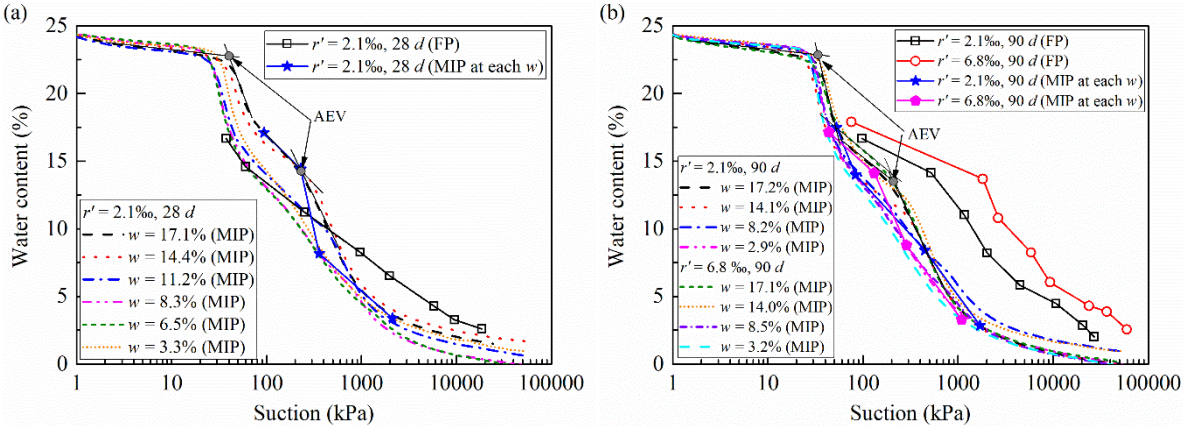 (a)
25
20
15
10
5
0
Water content (%)
r' = 2.1‰, 28 d (FP)
r' = 2.1‰, 28 d (MIP at each w)
AEV
r' = 2.1‰, 28 d
w = 17.1% (MIP)
w = 14.4% (MIP)
w = 11.2% (MIP)
w = 8.3% (MIP)
w = 6.5% (MIP)
w = 3.3% (MIP)
1 10 100 1000 10000 100000
Suction (kPa)
(b)
25
20
15
10
5
0
Water content (%)
r' = 2.1‰, 90 d (FP)
r' = 6.8‰, 90 d (FP)
r' = 2.1‰, 90 d (MIP at each w)
r' = 6.8‰, 90 d (MIP at each w)
AEV
r' = 2.1‰, 90 d
w = 17.2% (MIP)
w = 14.1% (MIP)
w = 8.2% (MIP)
w = 2.9% (MIP)
r' = 6.8 ‰, 90 d
w = 17.1% (MIP)
w = 14.0% (MIP)
w = 8.5% (MIP)
w = 3.2% (MIP)
1 10 100 1000 10000 100000
Suction (kPa)